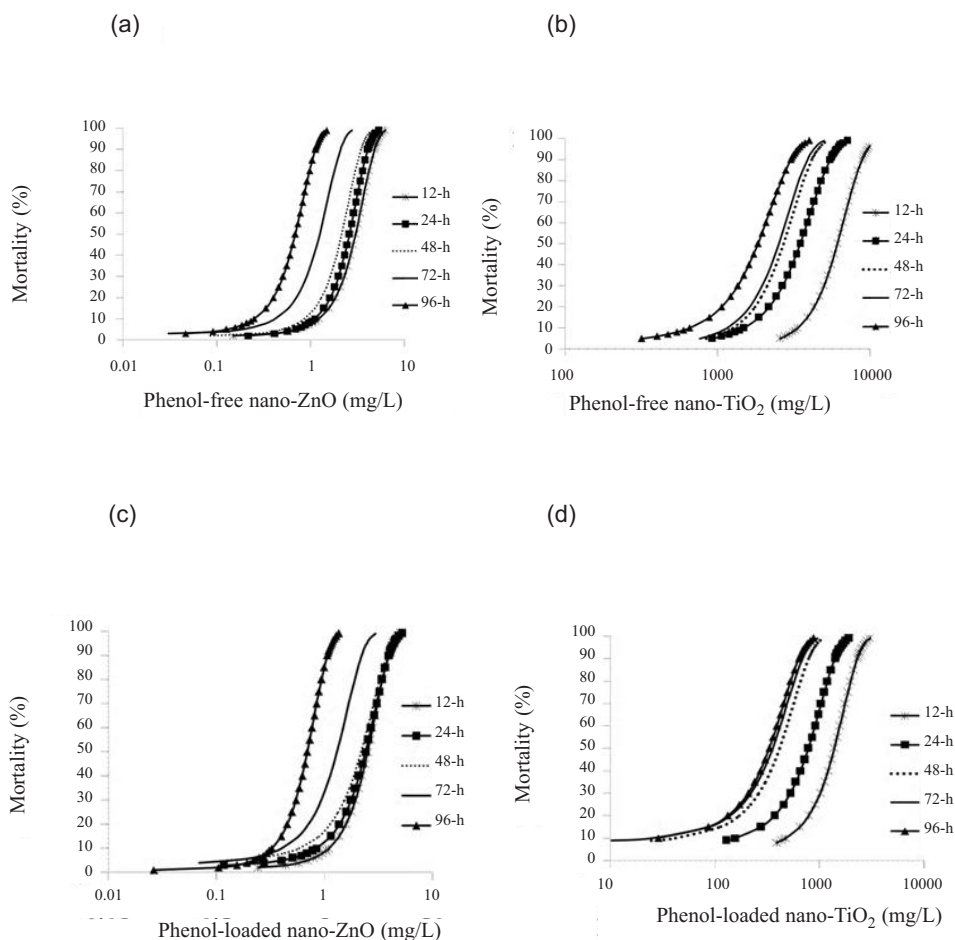 (a)
100
90
80
70
60
50
40
30
20
10
0
Mortality (%)
0.01 0.1 1 10
Phenol-free nano-ZnO (mg/L)
12-h
24-h
48-h
72-h
96-h
(b)
100
90
80
70
60
50
40
30
20
10
0
Mortality (%)
100 1000 10000
Phenol-free nano-TiO2 (mg/L)
12-h
24-h
48-h
72-h
96-h
(c)
100
90
80
70
60
50
40
30
20
10
0
Mortality (%)
0.01 0.1 1 10
Phenol-loaded nano-ZnO (mg/L)
12-h
24-h
48-h
72-h
96-h
(d)
100
90
80
70
60
50
40
30
20
10
0
Mortality (%)
10 100 1000 10000
Phenol-loaded nano-TiO2 (mg/L)
12-h
24-h
48-h
72-h
96-h